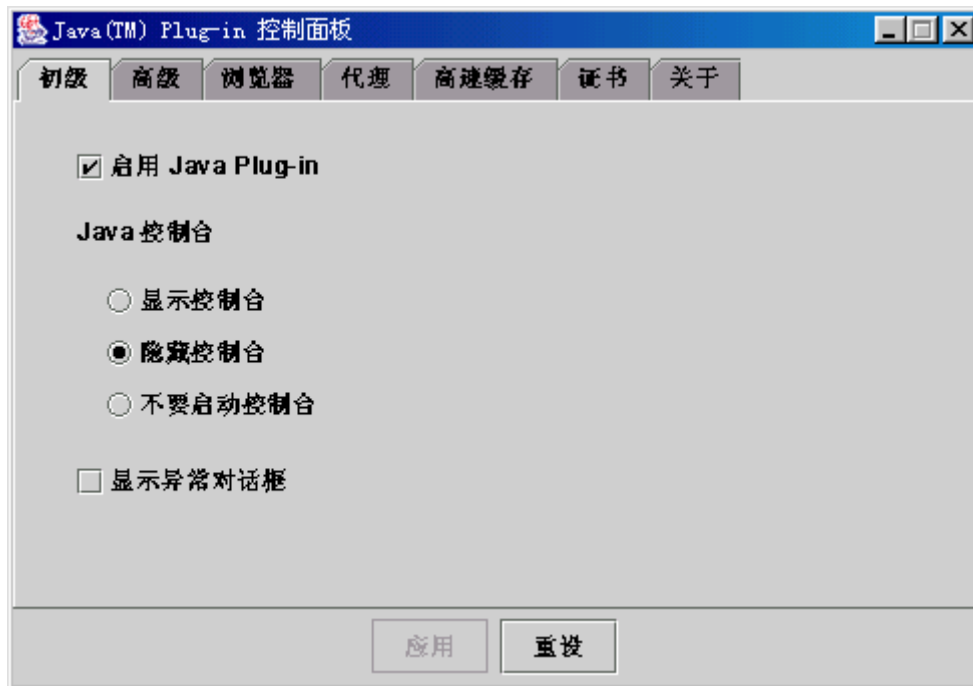 Java(TM) Plug-in 控制面板
初级 高级 浏览器 代理 高速缓存 证书 关于
启用 Java Plug-in
Java 控制台
显示控制台
隐藏控制台
不要启动控制台
显示异常对话框
应用 重设